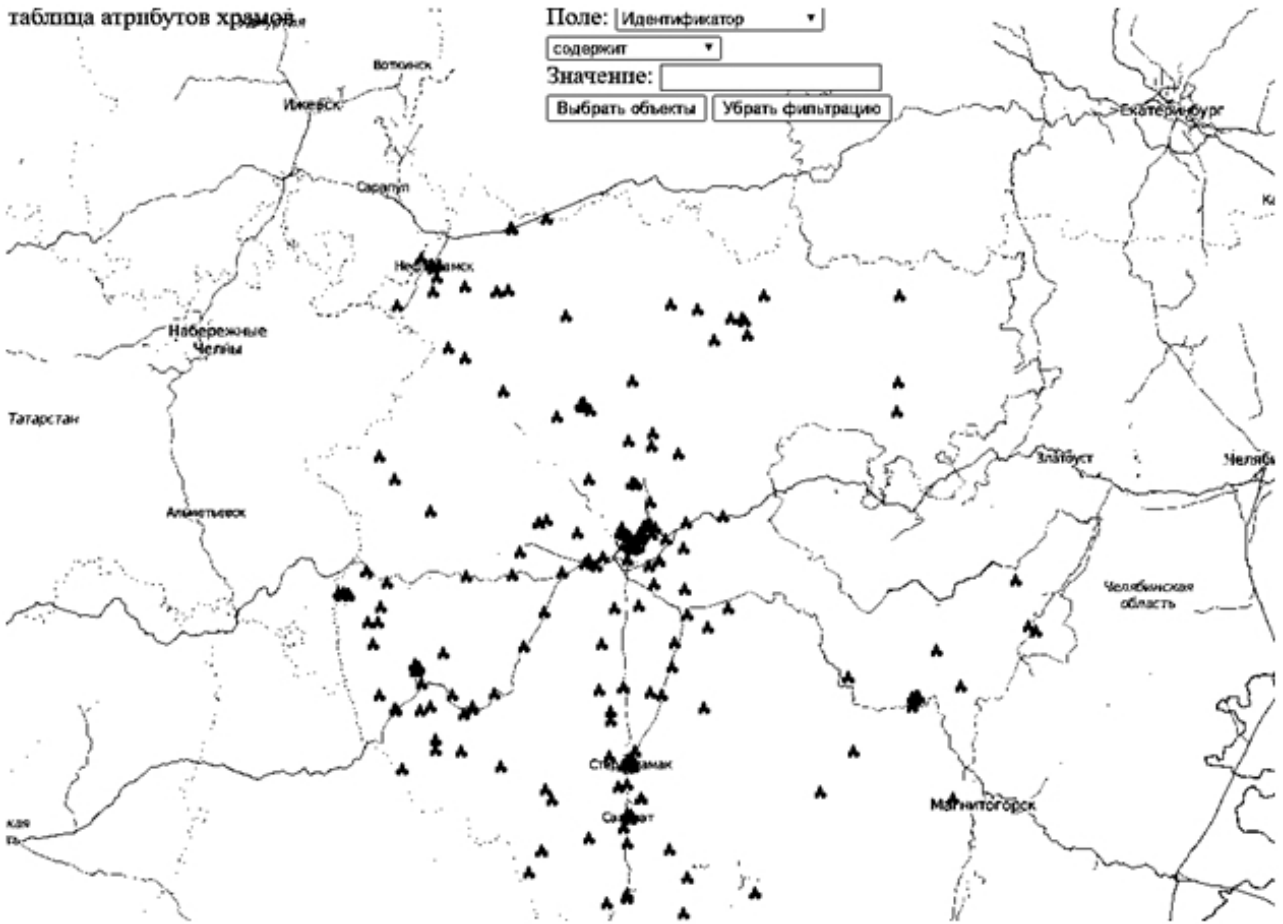 таблица атрибутов храмов
Поле: Идентификатор
содержит
Значение:
Выбрать объекты Убрать фильтрацию
Воткинск
Ижевск
Екатеринбург
Сарапул
Набережные
Челны
Татарстан
Златоуст
Альметьевск
Челябинская
область
Магнитогорск